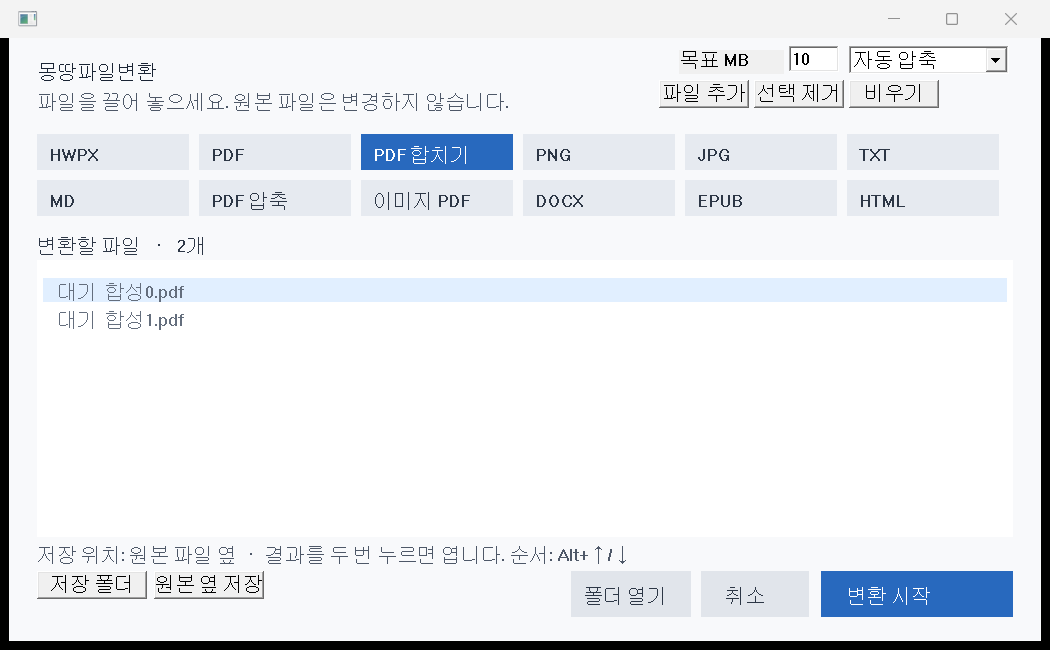 몽땅파일변환
파일을 끌어 놓으세요. 원본 파일은 변경하지 않습니다.
목표 MB 10 자동 압축
파일 추가 선택 제거 비우기
HWPX PDF PDF 합치기 PNG JPG TXT
MD PDF 압축 이미지 PDF DOCX EPUB HTML
변환할 파일 · 2개
대기 합성0.pdf
대기 합성1.pdf
저장 위치: 원본 파일 옆 · 결과를 두 번 누르면 엽니다. 순서: Alt+↑/↓
저장 폴더 원본 옆 저장 폴더 열기 취소 변환 시작